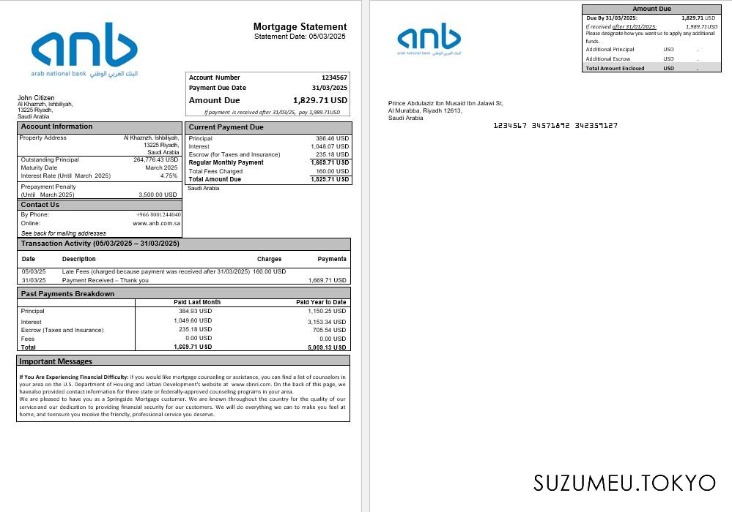 anb
arab national bank البنك العربي الوطني
Mortgage Statement
Statement Date: 05/03/2025
Account Number 1234567
Payment Due Date 31/03/2025
Amount Due 1,829.71 USD
If payment is received after 31/03/25, pay 1,989.71USD
John Citizen
Al Khaznzh, Ishbiliyah,
13225 Riyadh,
Saudi Arabia
Account Information
Property Address Al Khaznzh, Ishbiliyah,
13225 Riyadh,
Saudi Arabia
Outstanding Principal 264,776.43 USD
Maturity Date March 2025
Interest Rate (Until March 2025) 4.75%
Prepayment Penalty
(Until March 2025) 3,500.00 USD
Contact Us
By Phone: +966 8001244040
Online: www.anb.com.sa
See back for mailing addresses
Current Payment Due
Principal 386.46 USD
Interest 1,048.07 USD
Escrow (for Taxes and Insurance) 235.18 USD
Regular Monthly Payment 1,669.71 USD
Total Fees Charged 160.00 USD
Total Amount Due 1,829.71 USD
Saudi Arabia
Transaction Activity (05/03/2025 – 31/03/2025)
Date Description Charges Payments
05/03/25 Late Fees (charged because payment was received after 31/03/2025) 160.00 USD
31/03/25 Payment Received – Thank you 1,669.71 USD
Past Payments Breakdown
Paid Last Month Paid Year to Date
Principal 384.93 USD 1,150.25 USD
Interest 1,049.60 USD 3,153.34 USD
Escrow (Taxes and Insurance) 235.18 USD 705.54 USD
Fees 0.00 USD 0.00 USD
Total 1,669.71 USD 5,009.13 USD
Important Messages
If You Are Experiencing Financial Difficulty: if you would like mortgage counseling or assistance, you can find a list of counselors in
your area on the U.S. Department of Housing and Urban Development's website at
On the back of this page, we
havealso provided contact information for three state or federally-approved counseling programs in your area.
We are pleased to have you as a Springside Mortgage customer. We are known throughout the country for the quality of our
serviceand our dedication to providing financial security for our customers. We will do everything we can to make you feel at
home, and toensure you receive the friendly, professional service you deserve.
anb
arab national bank البنك العربي الوطني
Amount Due
Due By 31/03/2025: 1,829.71 USD
If received after 31/03/2025: 1,989.71USD
Please designate how you want us to apply any additional
funds.
Additional Principal USD -
Additional Escrow USD -
Total Amount Enclosed USD -
Prince Abdulaziz Ibn Musaid Ibn Jalawi St,
Al Murabba, Riyadh 12613,
Saudi Arabia
1234567 34571892 342359127
SUZUMEU.TOKYO